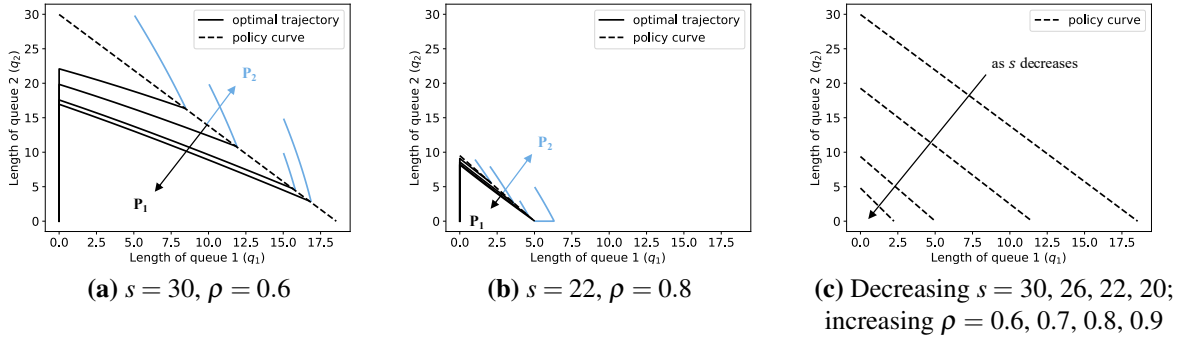 30
25
20
15
10
5
0
0.0 2.5 5.0 7.5 10.0 12.5 15.0 17.5
Length of queue 2 (q2)
Length of queue 1 (q1)
optimal trajectory
policy curve
P2
P1
(a) s = 30, ρ = 0.6
30
25
20
15
10
5
0
0.0 2.5 5.0 7.5 10.0 12.5 15.0 17.5
Length of queue 2 (q2)
Length of queue 1 (q1)
optimal trajectory
policy curve
P2
P1
(b) s = 22, ρ = 0.8
30
25
20
15
10
5
0
0.0 2.5 5.0 7.5 10.0 12.5 15.0 17.5
Length of queue 2 (q2)
Length of queue 1 (q1)
policy curve
as s decreases
(c) Decreasing s = 30, 26, 22, 20;
increasing ρ = 0.6, 0.7, 0.8, 0.9